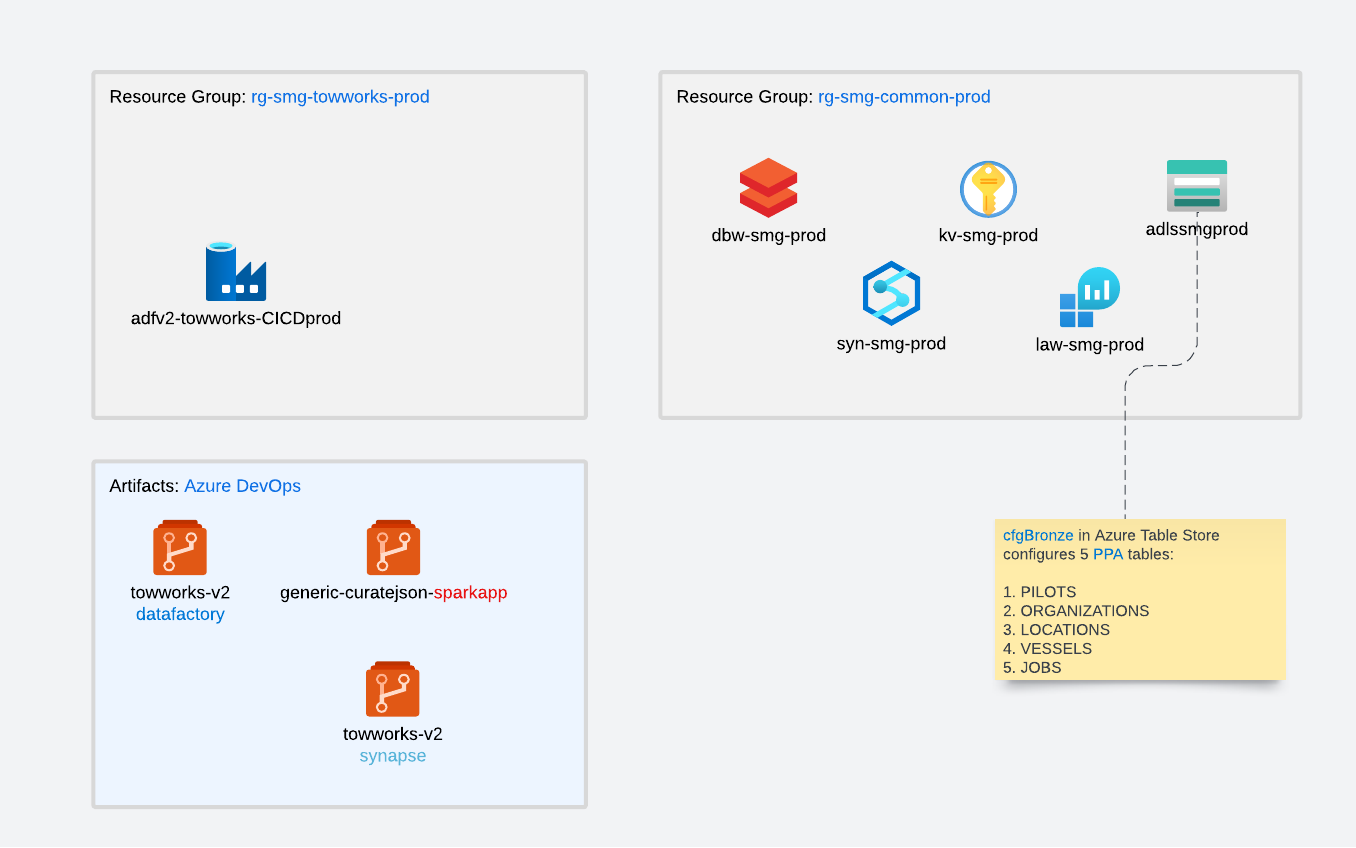 Resource Group: rg-smg-towworks-prod
adfv2-towworks-CICDprod
Resource Group: rg-smg-common-prod
dbw-smg-prod
kv-smg-prod
adlssmgprod
syn-smg-prod
law-smg-prod
Artifacts: Azure DevOps
towworks-v2
datafactory
generic-curatejson-sparkapp
towworks-v2
synapse
cfgBronze in Azure Table Store
configures 5 PPA tables:
1. PILOTS
2. ORGANIZATIONS
3. LOCATIONS
4. VESSELS
5. JOBS